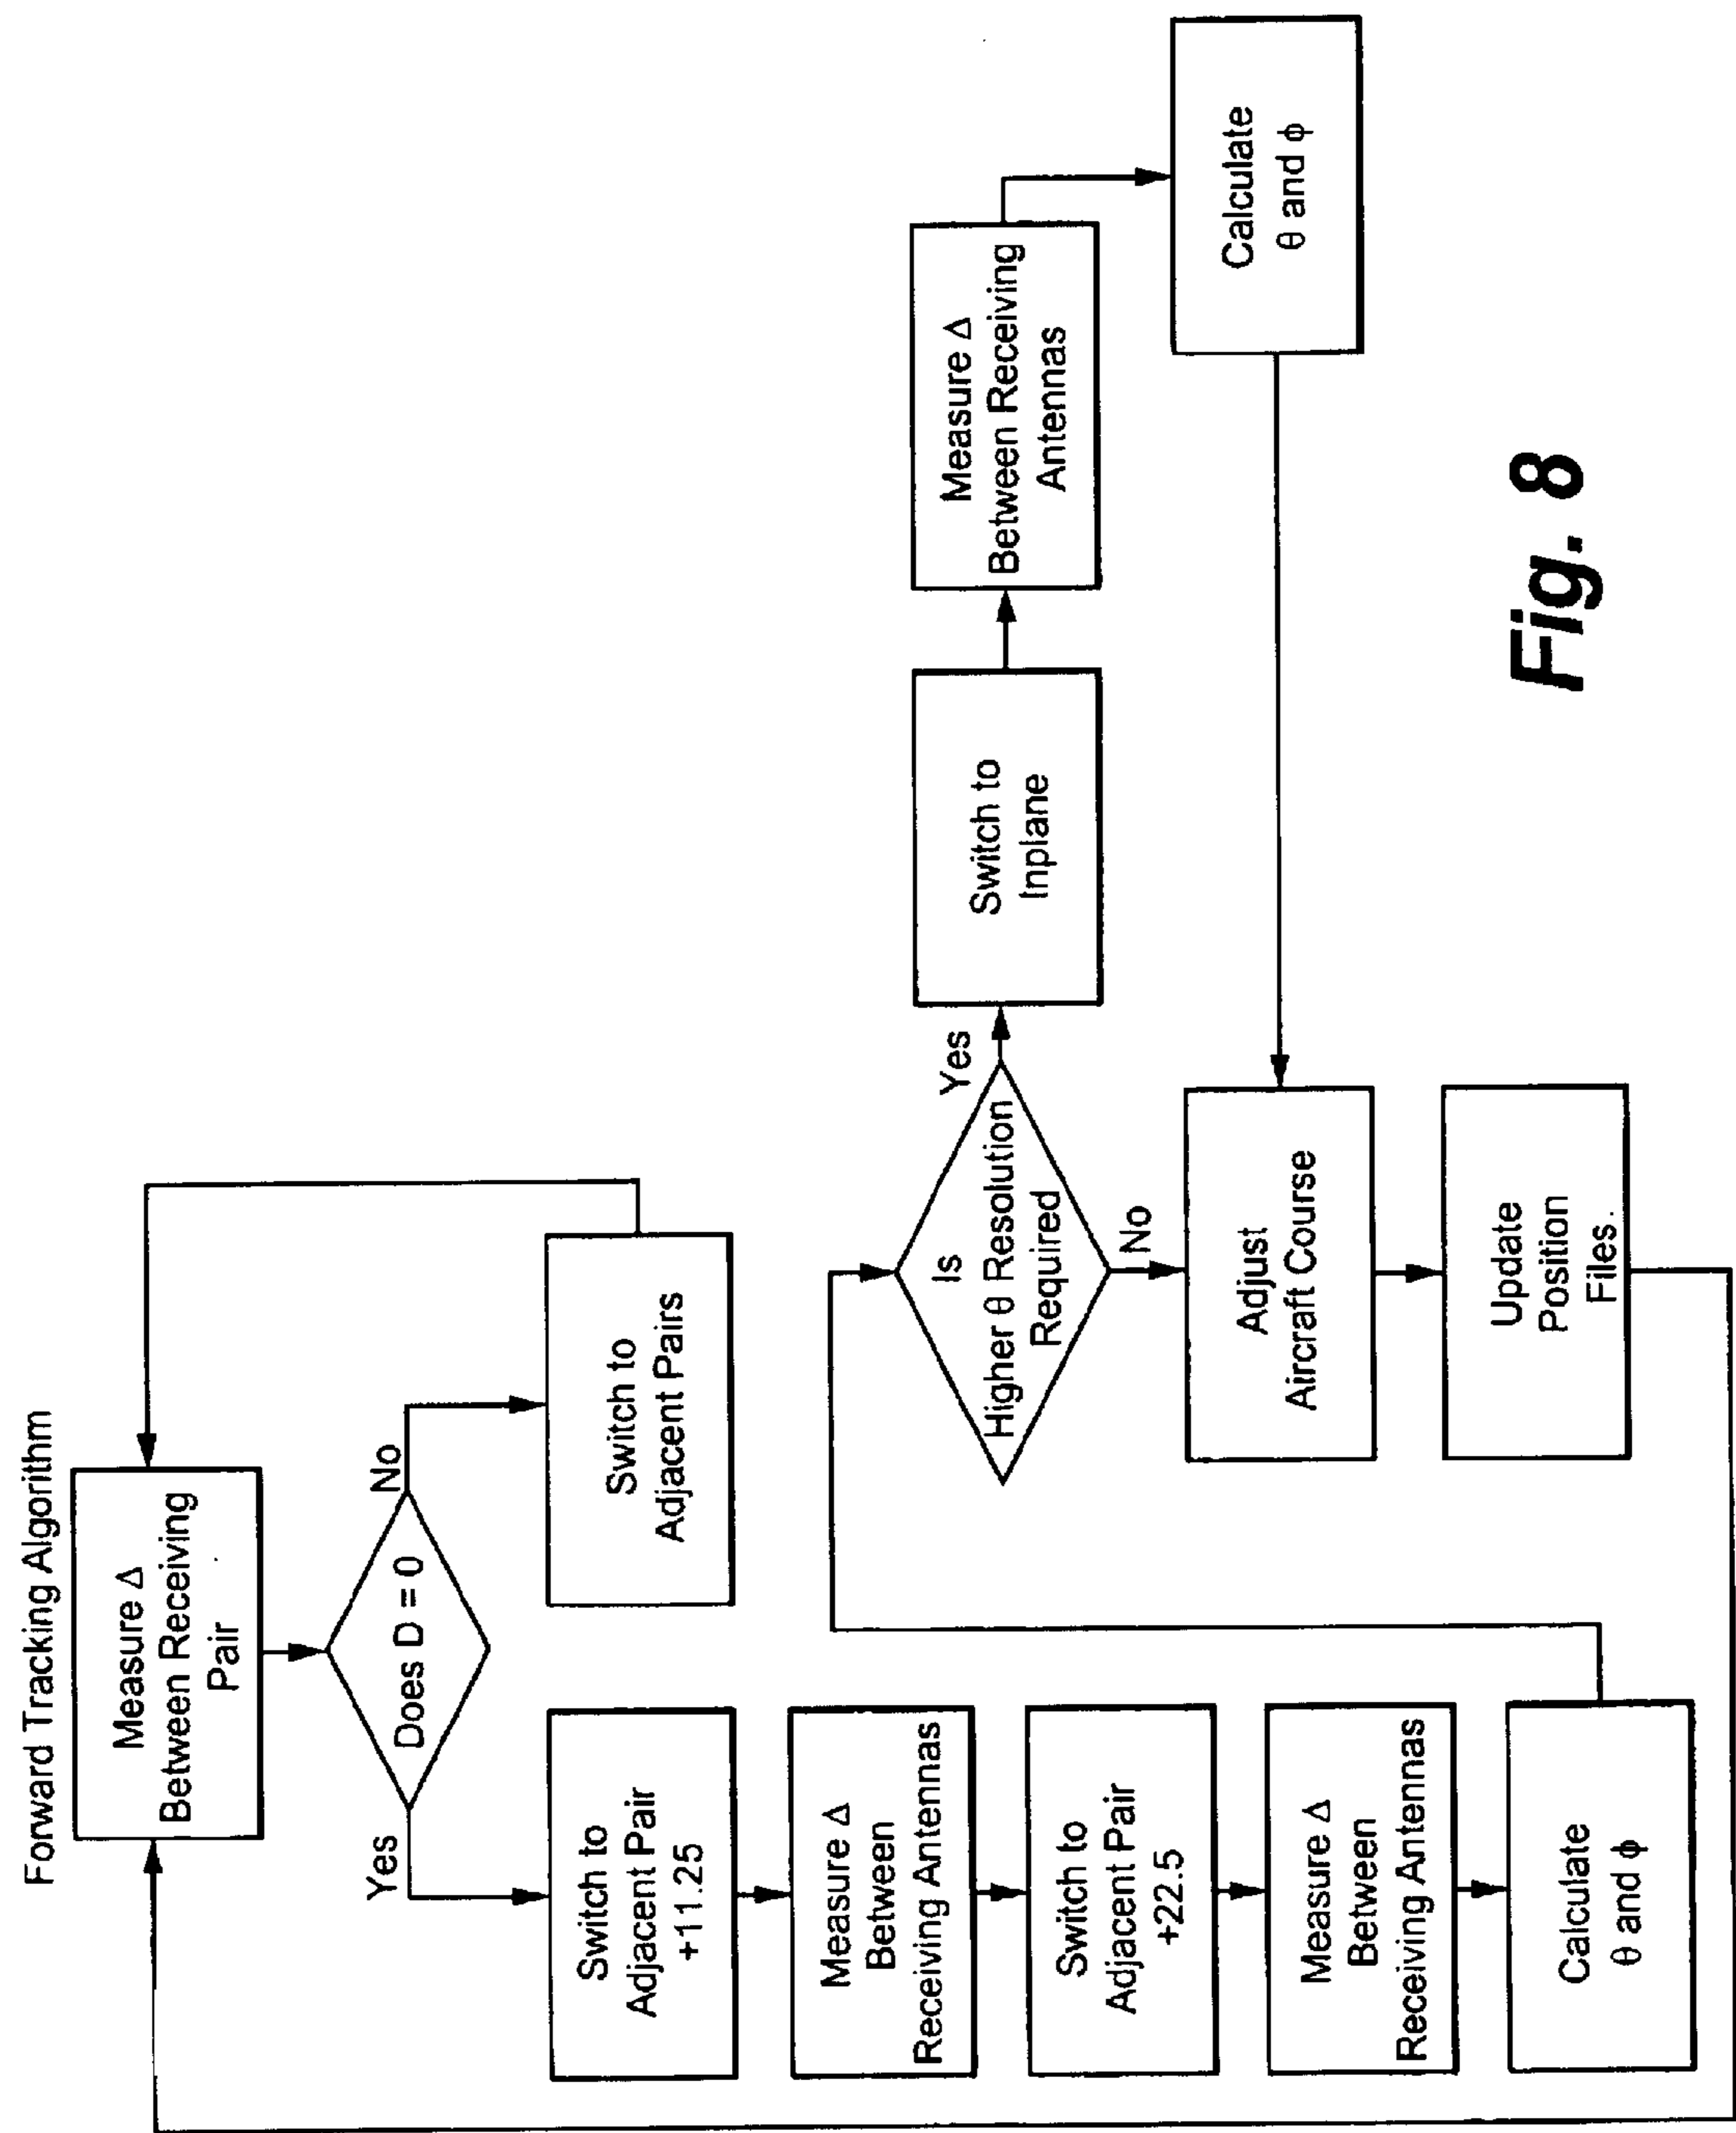 Forward Tracking Algorithm
Measure Δ
Between Receiving
Pair
Does D = 0
No
Switch to
Adjacent Pairs
Yes
Switch to
Adjacent Pair
+11.25
Measure Δ
Between
Receiving Antennas
Switch to
Adjacent Pair
+22.5
Measure Δ
Between
Receiving Antennas
Calculate
θ and ϕ
Is
Higher θ Resolution
Required
Yes
Switch to
Inplane
Measure Δ
Between Receiving
Antennas
Calculate
θ and ϕ
No
Adjust
Aircraft Course
Update
Position
Files.
Fig. 8